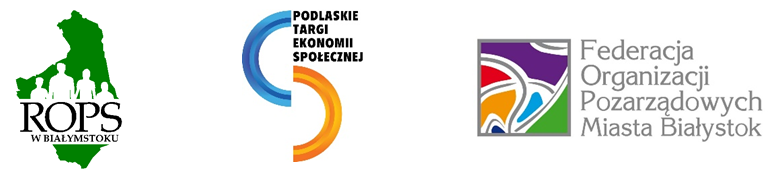 ROPS
W BIAŁYMSTOKU
PODLASKIE
TARGI
EKONOMII
SPOŁECZNEJ
Federacja
Organizacji
Pozarządowych
Miasta Białystok